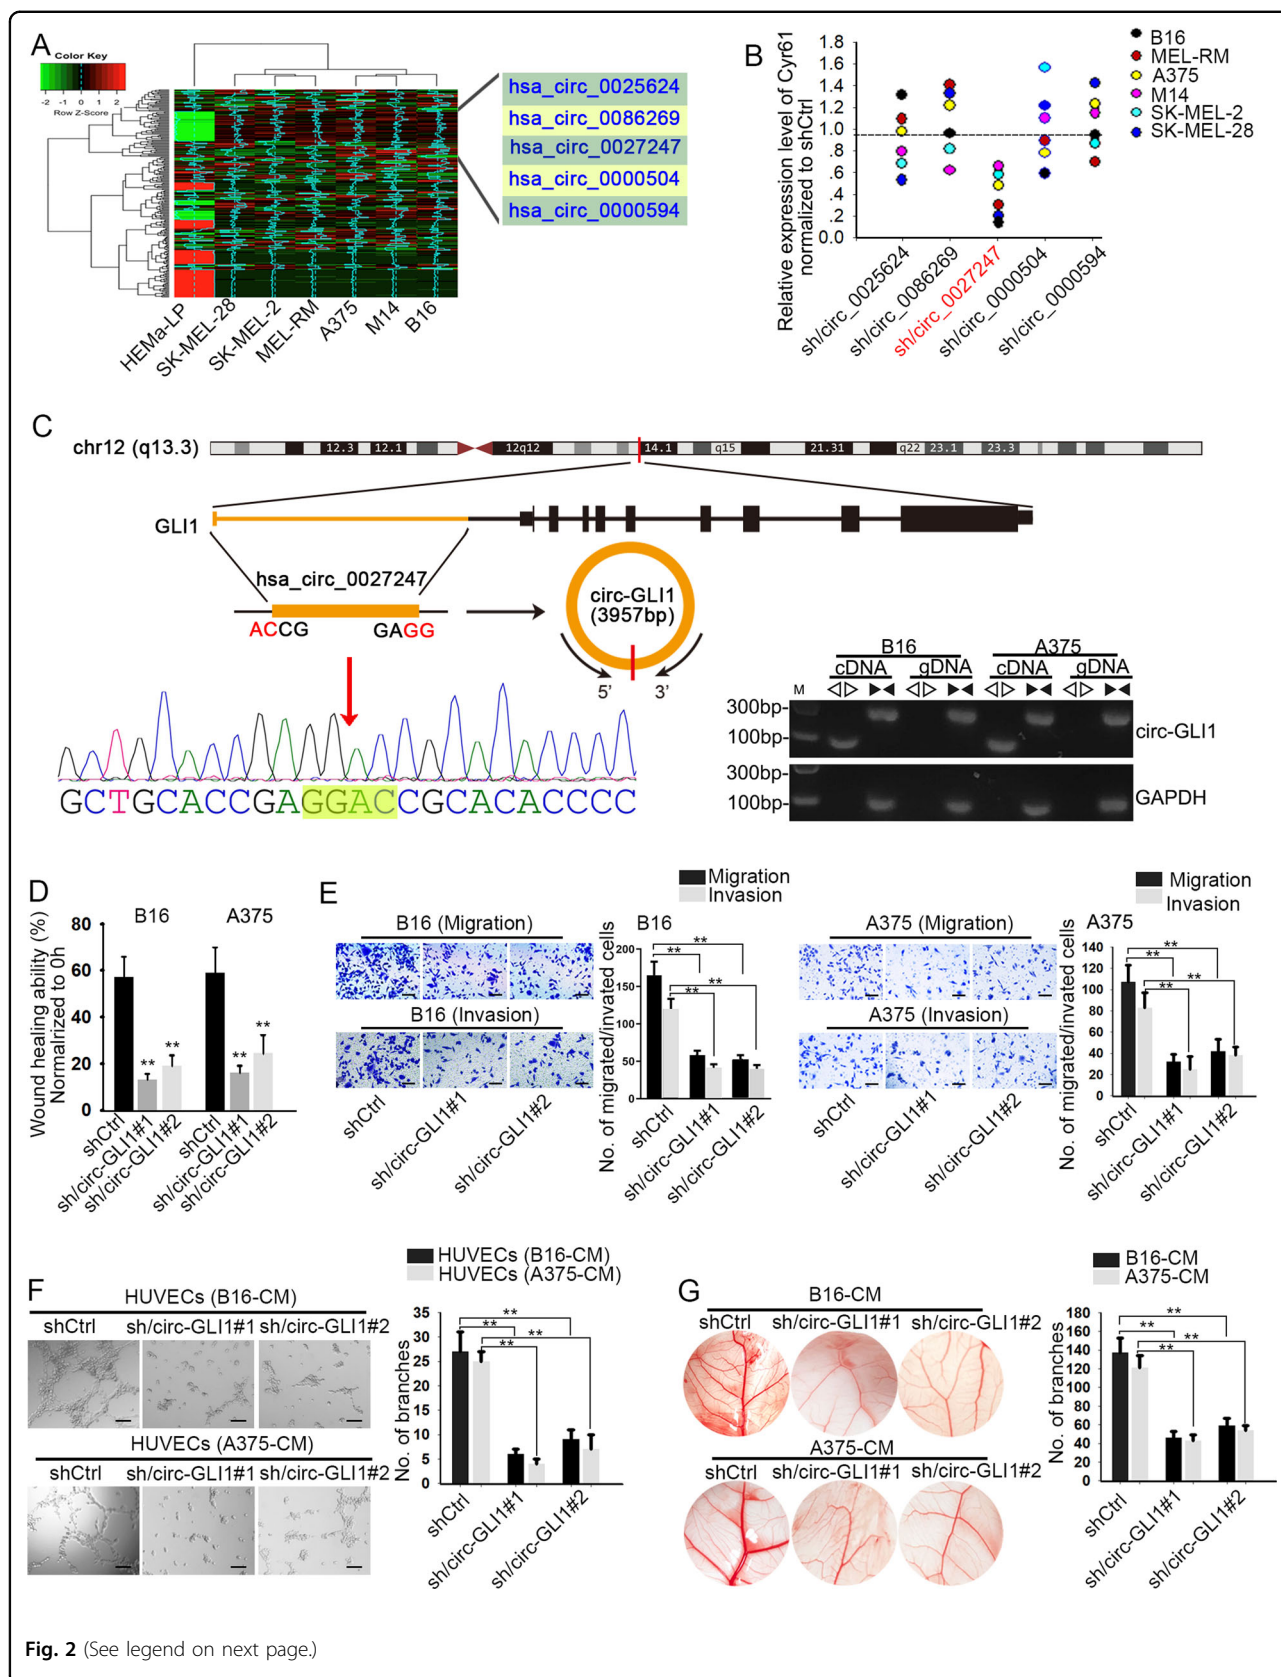 A
Color Key
-2 -1 0 1 2
Row Z-Score
hsa_circ_0025624
hsa_circ_0086269
hsa_circ_0027247
hsa_circ_0000504
hsa_circ_0000594
HEMa-LP
SK-MEL-28
SK-MEL-2
MEL-RM
A375
M14
B16
B
Relative expression level of Cyr61
normalized to shCtrl
1.8
1.6
1.4
1.2
1.0
.8
.6
.4
.2
0.0
sh/circ_0025624
sh/circ_0086269
sh/circ_0027247
sh/circ_0000504
sh/circ_0000594
B16
MEL-RM
A375
M14
SK-MEL-2
SK-MEL-28
C
chr12 (q13.3)
12.3 12.1 12q12 14.1 q15 21.31 q22 23.1 23.3
GLI1
hsa_circ_0027247
ACCG GAGG
circ-GLI1
(3957bp)
5' 3'
GCTGCACCGAGGACCGCACACCCC
B16 A375
cDNA gDNA cDNA gDNA
M
300bp-
100bp-
circ-GLI1
300bp-
100bp-
GAPDH
D
Wound healing ability (%)
Normalrized to 0h
80
60
40
20
0
B16 A375
** ** ** **
shCtrl
sh/circ-GLI1#1
sh/circ-GLI1#2
shCtrl
sh/circ-GLI1#1
sh/circ-GLI1#2
E
B16 (Migration)
B16 (Invasion)
shCtrl
sh/circ-GLI1#1
sh/circ-GLI1#2
Migration
Invasion
B16
No. of migrated/invated cells
200
150
100
50
0
** ** ** **
shCtrl
sh/circ-GLI1#1
sh/circ-GLI1#2
A375 (Migration)
A375 (Invasion)
shCtrl
sh/circ-GLI1#1
sh/circ-GLI1#2
Migration
Invasion
A375
No. of migrated/invated cells
140
120
100
80
60
40
20
0
** ** ** **
shCtrl
sh/circ-GLI1#1
sh/circ-GLI1#2
F
HUVECs (B16-CM)
shCtrl sh/circ-GLI1#1 sh/circ-GLI1#2
HUVECs (A375-CM)
shCtrl sh/circ-GLI1#1 sh/circ-GLI1#2
HUVECs (B16-CM)
HUVECs (A375-CM)
No. of branches
35
30
25
20
15
10
5
0
** ** ** **
shCtrl
sh/circ-GLI1#1
sh/circ-GLI1#2
G
B16-CM
shCtrl sh/circ-GLI1#1 sh/circ-GLI1#2
A375-CM
shCtrl sh/circ-GLI1#1 sh/circ-GLI1#2
B16-CM
A375-CM
No. of branches
180
160
140
120
100
80
60
40
20
0
** ** ** **
shCtrl
sh/circ-GLI1#1
sh/circ-GLI1#2
Fig. 2 (See legend on next page.)